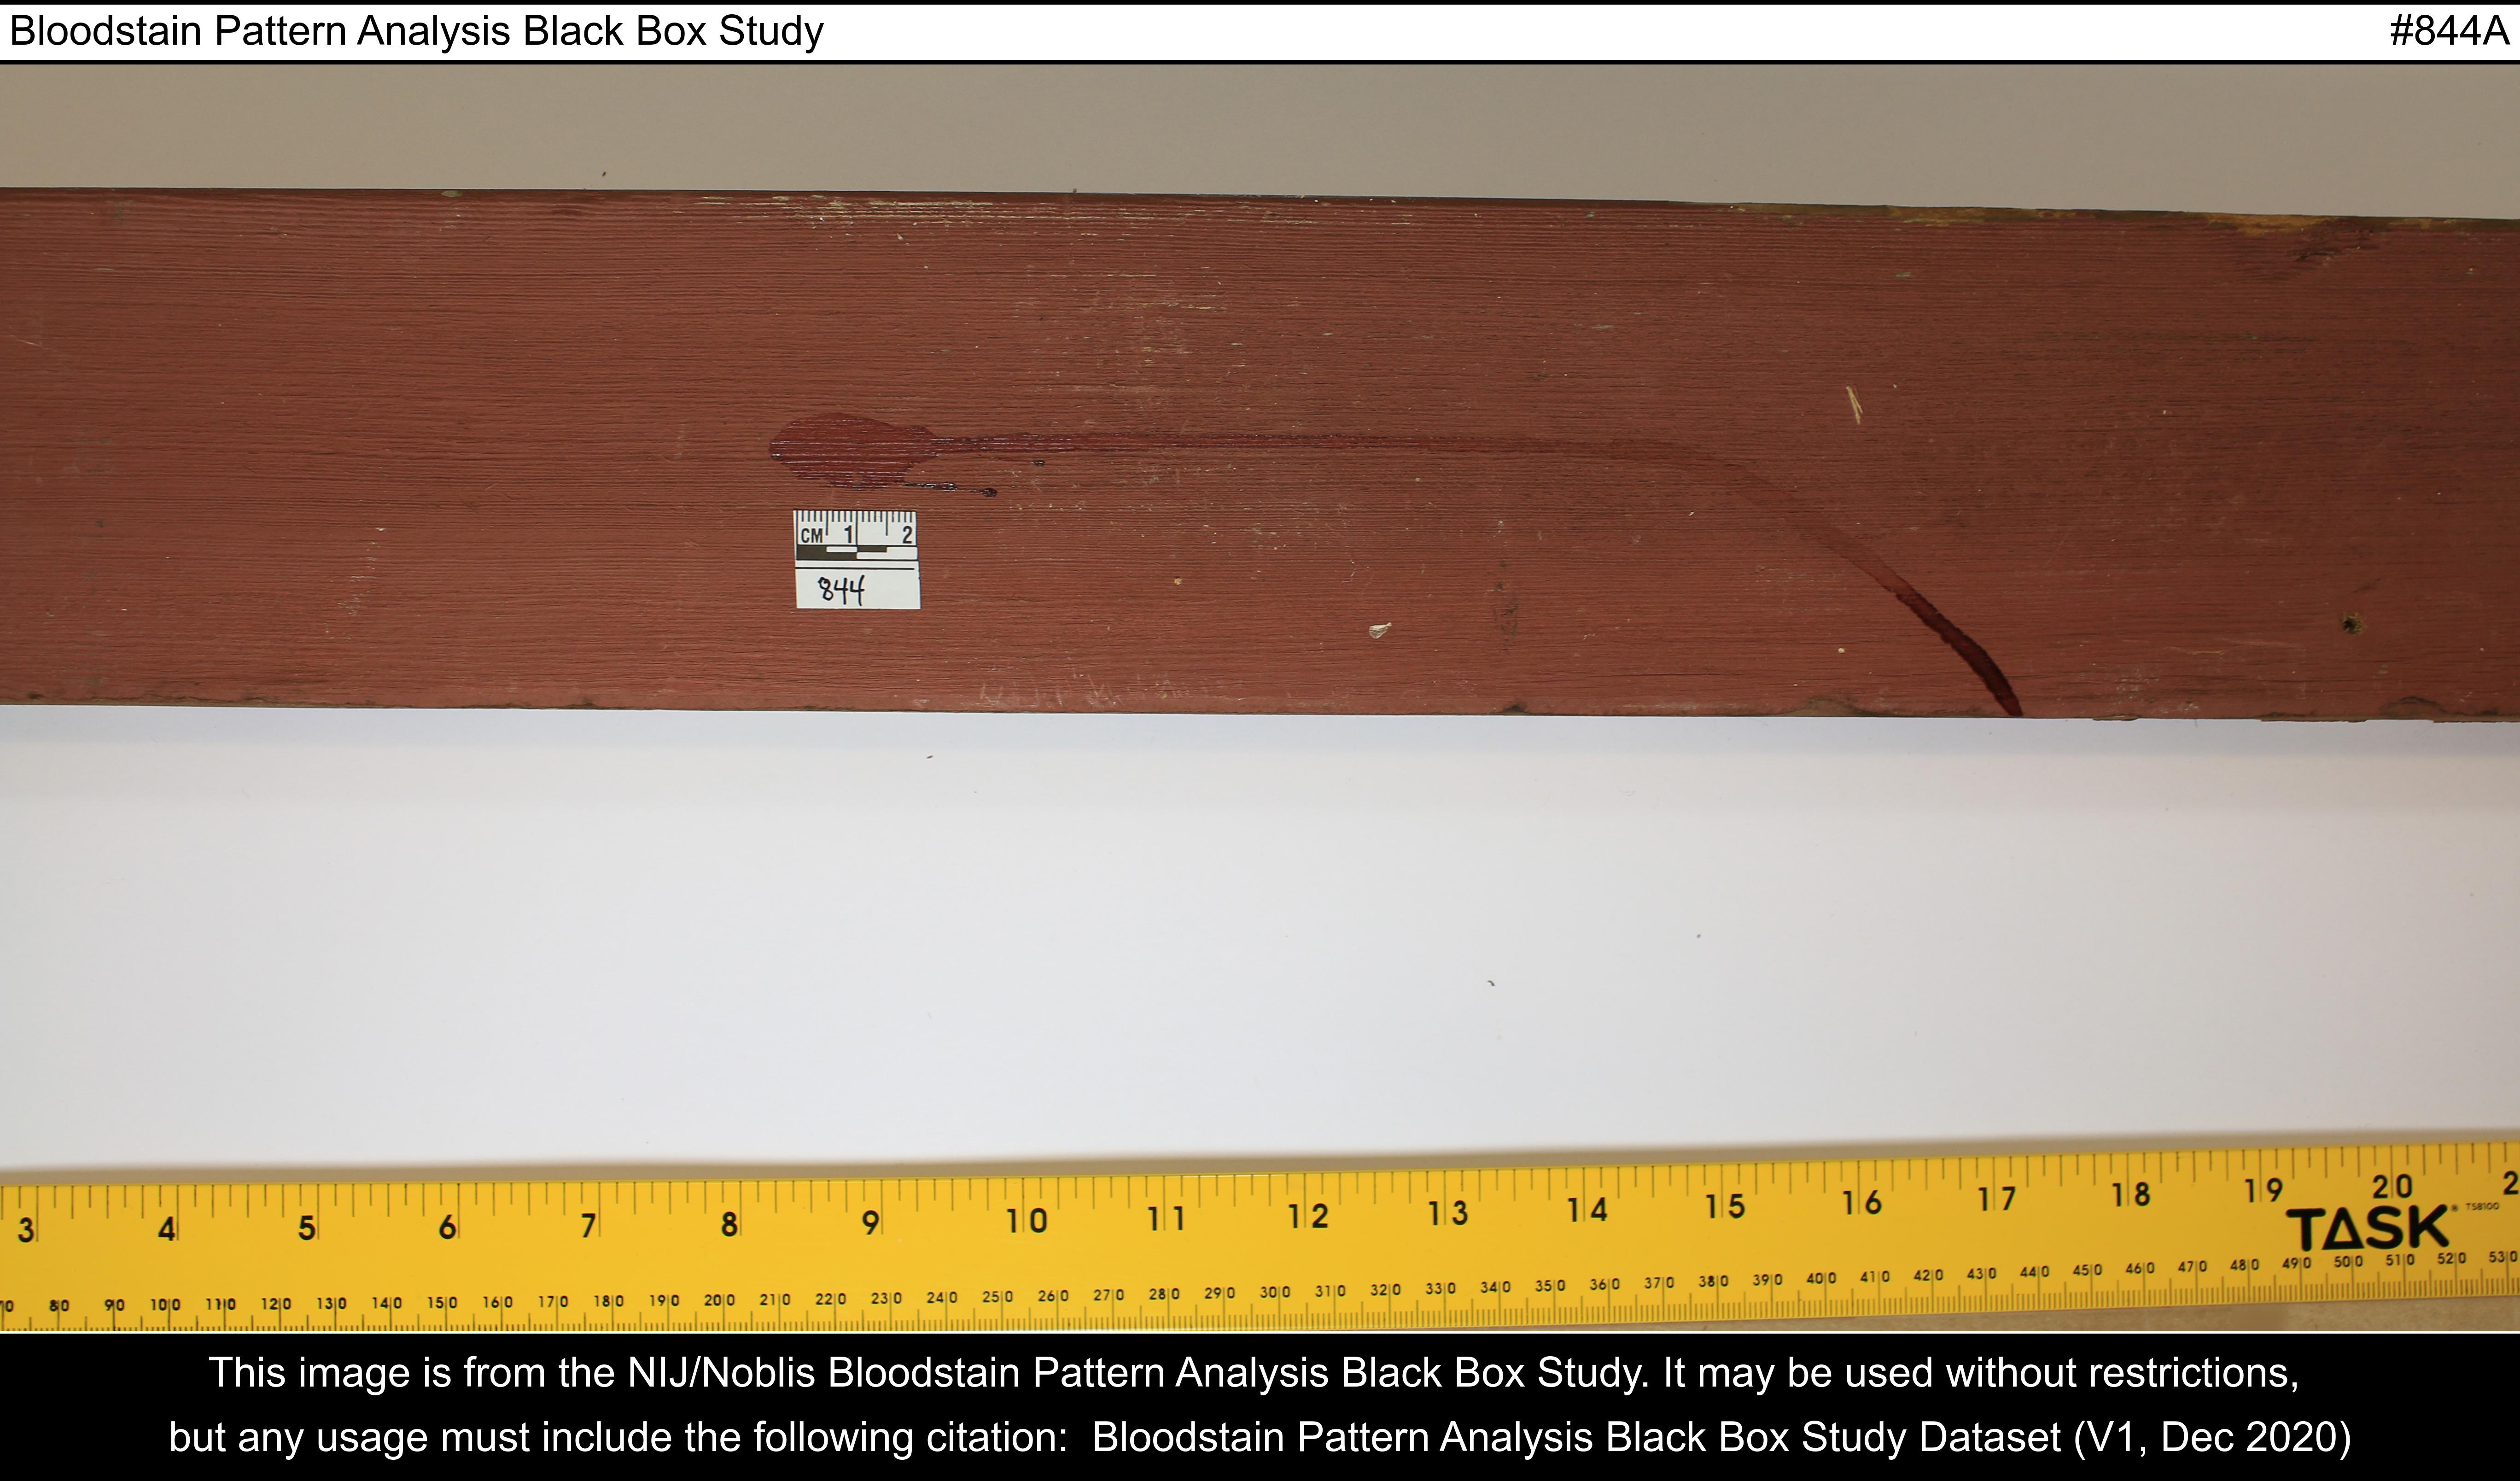 Bloodstain Pattern Analysis Black Box Study #844A
CM 1 2
844
3 4 5 6 7 8 9 10 11 12 13 14 15 16 17 18 19 20 2
TASK® TS8100
0 80 90 100 110 120 130 140 150 160 170 180 190 200 210 220 230 240 250 260 270 280 290 300 310 320 330 340 350 360 370 380 390 400 410 420 430 440 450 460 470 480 490 500 510 520 530
This image is from the NIJ/Noblis Bloodstain Pattern Analysis Black Box Study. It may be used without restrictions,
but any usage must include the following citation: Bloodstain Pattern Analysis Black Box Study Dataset (V1, Dec 2020)